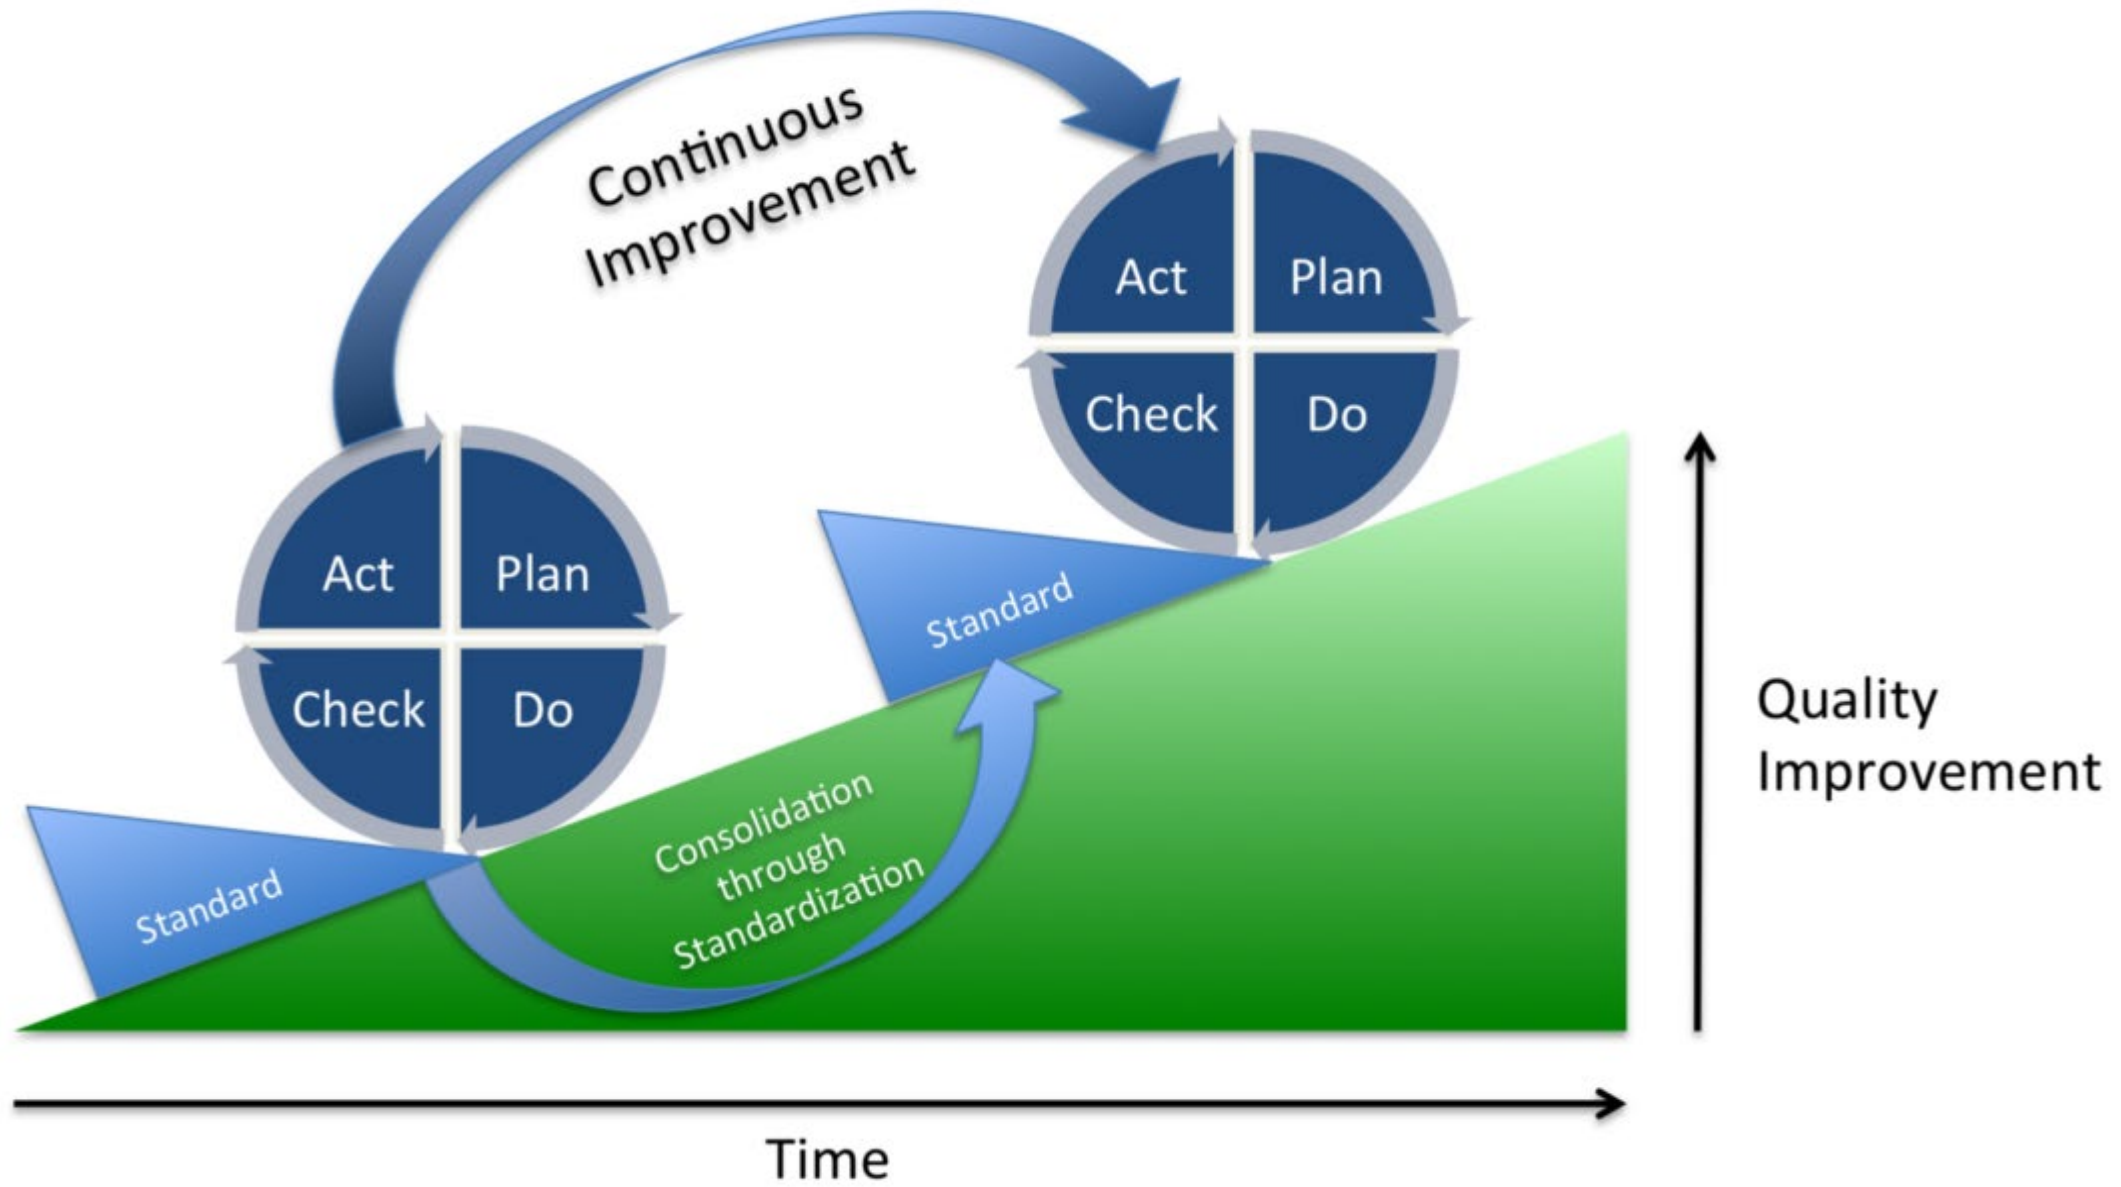 Continuous
Improvement
Act
Plan
Check
Do
Act
Plan
Check
Do
Standard
Standard
Consolidation
through
Standardization
Quality
Improvement
Time